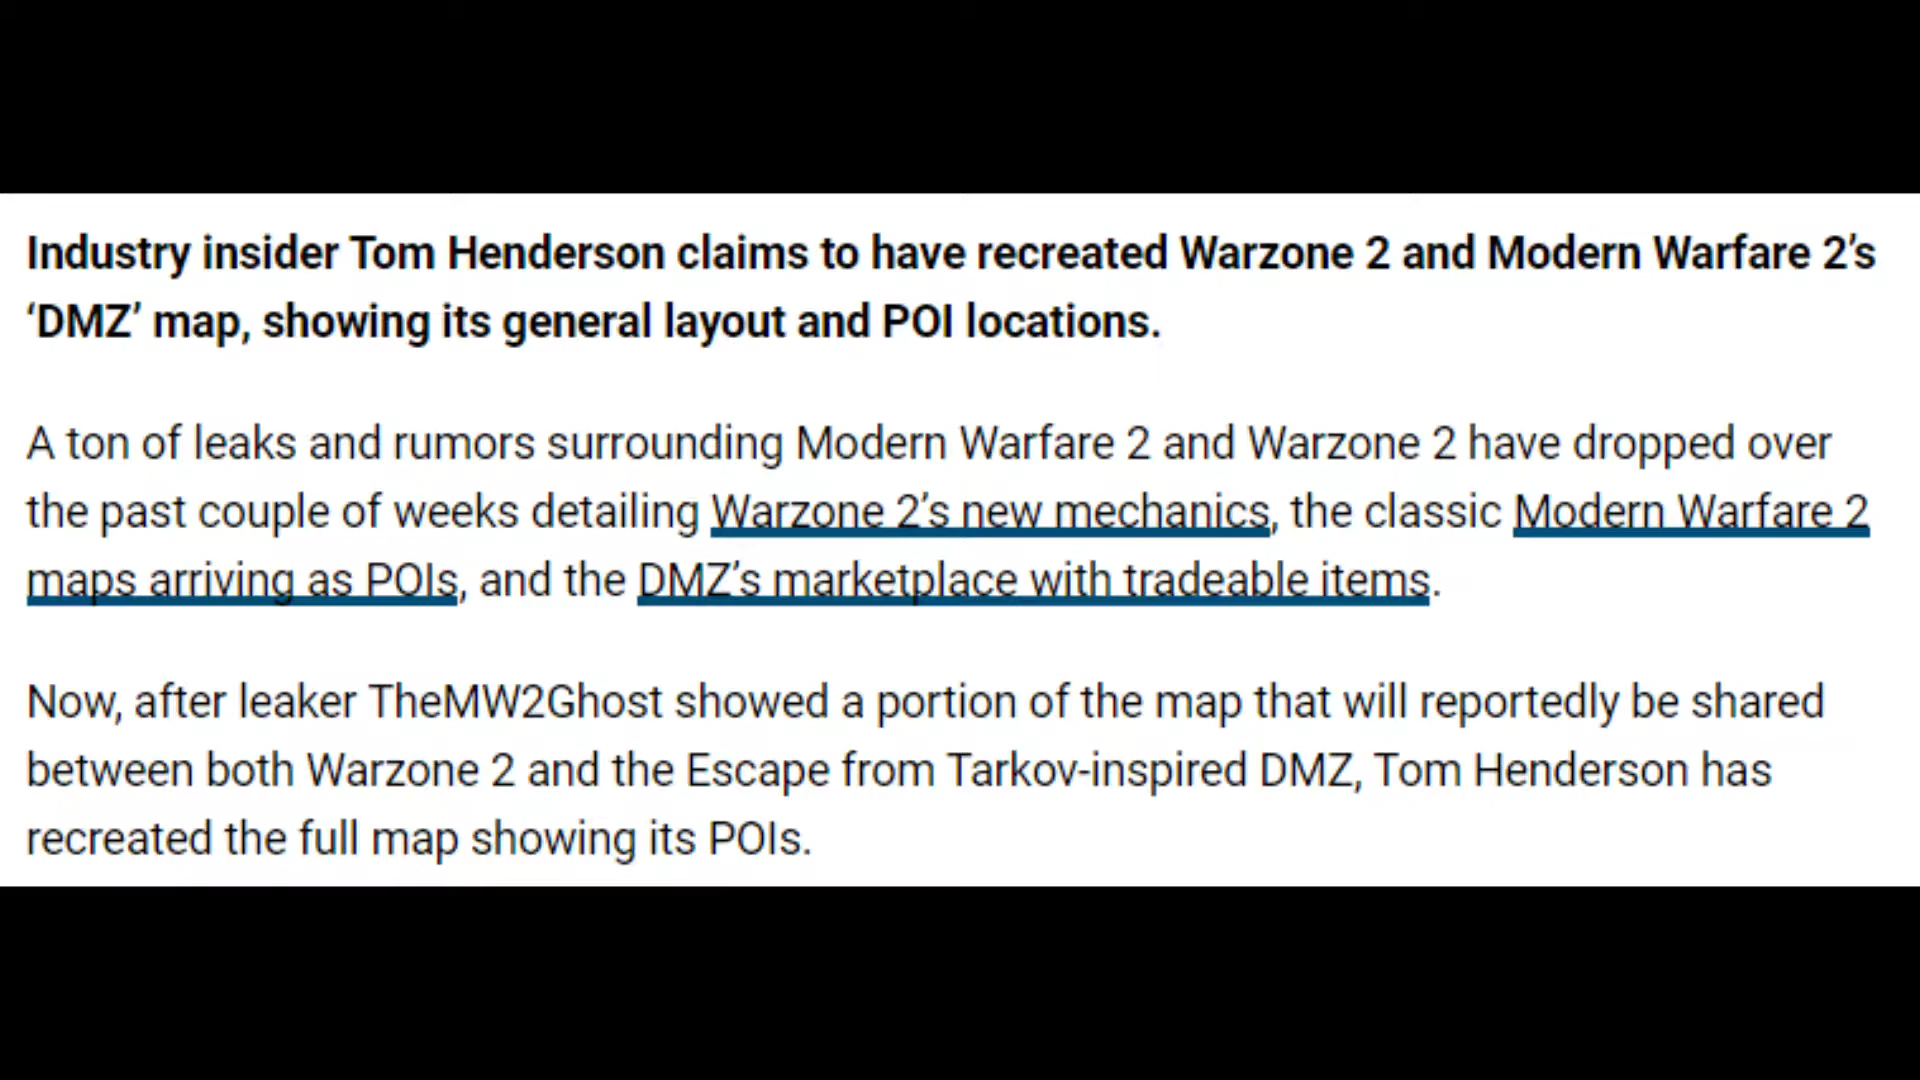 Industry insider Tom Henderson claims to have recreated Warzone 2 and Modern Warfare 2’s
‘DMZ’ map, showing its general layout and POI locations.
A ton of leaks and rumors surrounding Modern Warfare 2 and Warzone 2 have dropped over
the past couple of weeks detailing Warzone 2’s new mechanics, the classic Modern Warfare 2
maps arriving as POIs, and the DMZ’s marketplace with tradeable items.
Now, after leaker TheMW2Ghost showed a portion of the map that will reportedly be shared
between both Warzone 2 and the Escape from Tarkov-inspired DMZ, Tom Henderson has
recreated the full map showing its POIs.